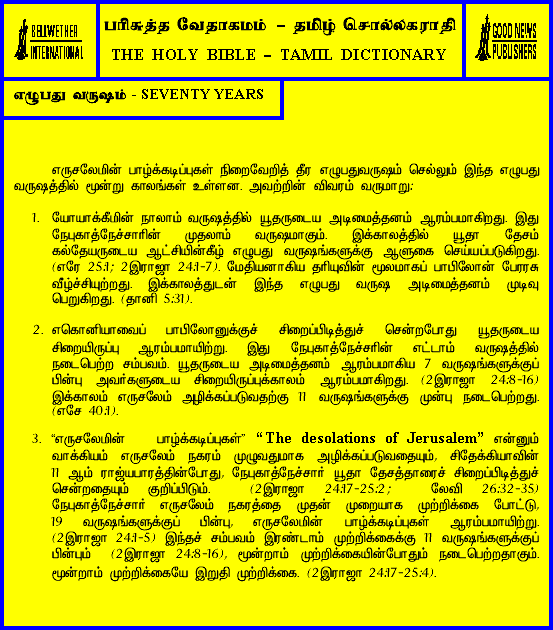 BELLWETHER
INTERNATIONAL
பரிசுத்த வேதாகமம் – தமிழ் சொல்லகராதி
THE HOLY BIBLE – TAMIL DICTIONARY
GOOD NEWS
PUBLISHERS
எழுபது வருஷம் - SEVENTY YEARS
எருசலேமின் பாழ்க்கடிப்புகள் நிறைவேறித் தீர எழுபதுவருஷம் செல்லும் இந்த எழுபது
வருஷத்தில் மூன்று காலங்கள் உள்ளன. அவற்றின் விவரம் வருமாறு:
1. யோயாக்கீமின் நாலாம் வருஷத்தில் யூதருடைய அடிமைத்தனம் ஆரம்பமாகிறது. இது
நேபுகாத்நேச்சாரின் முதலாம் வருஷமாகும். இக்காலத்தில் யூதா தேசம்
கல்தேயருடைய ஆட்சியின்கீழ் எழுபது வருஷங்களுக்கு ஆளுகை செய்யப்படுகிறது.
(எரே 25:1; 2இராஜா 24:1-7). மேதியனாகிய தரியுவின் மூலமாகப் பாபிலோன் பேரரசு
வீழ்ச்சியுற்றது. இக்காலத்துடன் இந்த எழுபது வருஷ அடிமைத்தனம் முடிவு
பெறுகிறது. (தானி 5:31).
2. எகொனியாவைப் பாபிலோனுக்குச் சிறைப்பிடித்துச் சென்றபோது யூதருடைய
சிறையிருப்பு ஆரம்பமாயிற்று. இது நேபுகாத்நேச்சரின் எட்டாம் வருஷத்தில்
நடைபெற்ற சம்பவம். யூதருடைய அடிமைத்தனம் ஆரம்பமாகிய 7 வருஷங்களுக்குப்
பின்பு அவர்களுடைய சிறையிருப்புக்காலம் ஆரம்பமாகிறது. (2இராஜா 24:8-16)
இக்காலம் எருசலேம் அழிக்கப்படுவதற்கு 11 வருஷங்களுக்கு முன்பு நடைபெற்றது.
(எசே 40:1).
3. “எருசலேமின் பாழ்க்கடிப்புகள்” “The desolations of Jerusalem” என்னும்
வாக்கியம் எருசலேம் நகரம் முழுவதுமாக அழிக்கப்படுவதையும், சிதேக்கியாவின்
11 ஆம் ராஜ்யபாரத்தின்போது, நேபுகாத்நேச்சார் யூதா தேசத்தாரைச் சிறைப்பிடித்துச்
சென்றதையும் குறிப்பிடும். (2இராஜா 24:17-25:2; லேவி 26:32-35)
நேபுகாத்நேச்சார் எருசலேம் நகரத்தை முதன் முறையாக முற்றிக்கை போட்டு,
19 வருஷங்களுக்குப் பின்பு, எருசலேமின் பாழ்க்கடிப்புகள் ஆரம்பமாயிற்று.
(2இராஜா 24:1-5) இந்தச் சம்பவம் இரண்டாம் முற்றிக்கைக்கு 11 வருஷங்களுக்குப்
பின்பும் (2இராஜா 24:8-16), மூன்றாம் முற்றிக்கையின்போதும் நடைபெற்றதாகும்.
மூன்றாம் முற்றிக்கையே இறுதி முற்றிக்கை. (2இராஜா 24:17-25:4).